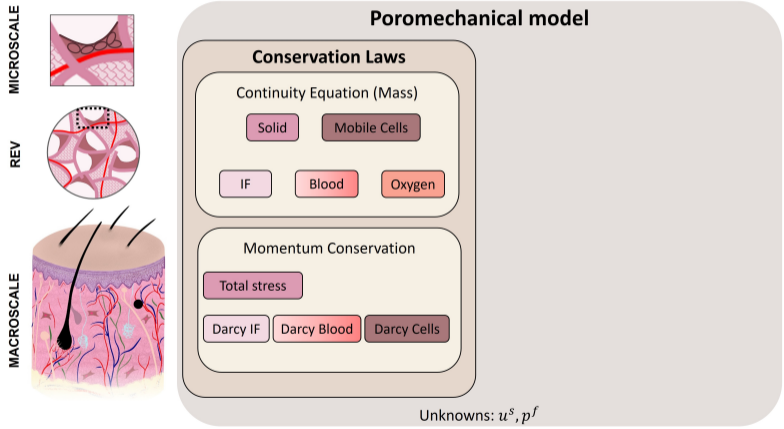 Poromechanical model
MICROSCALE
REV
MACROSCALE
Conservation Laws
Continuity Equation (Mass)
Solid
Mobile Cells
IF
Blood
Oxygen
Momentum Conservation
Total stress
Darcy IF
Darcy Blood
Darcy Cells
Unknowns: $u^s, p^f$